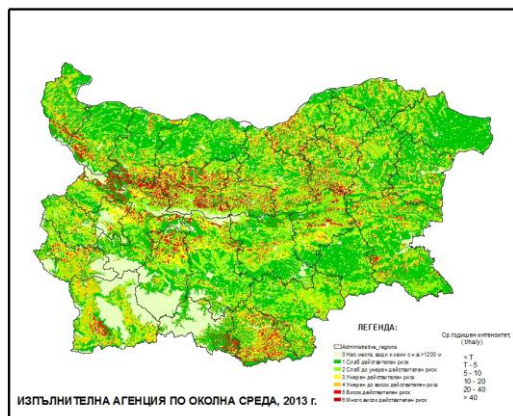 ЛЕГЕНДА:
Administrative_regions
0 Нас.места, води и земи с н.в.>1200 м
1 Слаб действителен риск
2 Слаб до умерен действителен риск
3 Умерен действителен риск
4 Умерен до висок действителен риск
5 Висок действителен риск
6 Много висок действителен риск
Ср.годишен интензитет,
(t/ha/y)
< T
T - 5
5 - 10
10 - 20
20 - 40
> 40
ИЗПЪЛНИТЕЛНА АГЕНЦИЯ ПО ОКОЛНА СРЕДА, 2013 г.